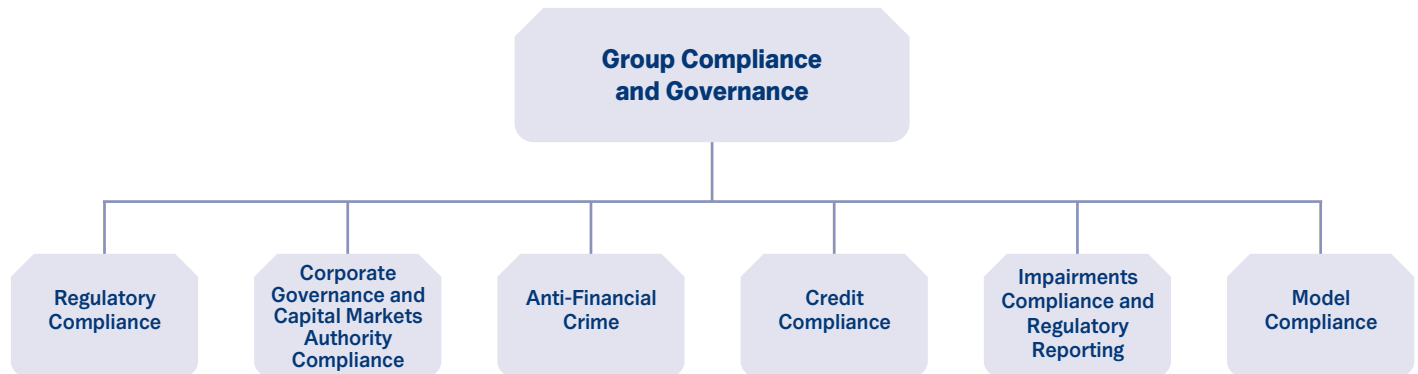 Group Compliance
and Governance
Regulatory
Compliance
Corporate
Governance and
Capital Markets
Authority
Compliance
Anti-Financial
Crime
Credit
Compliance
Impairments
Compliance and
Regulatory
Reporting
Model
Compliance